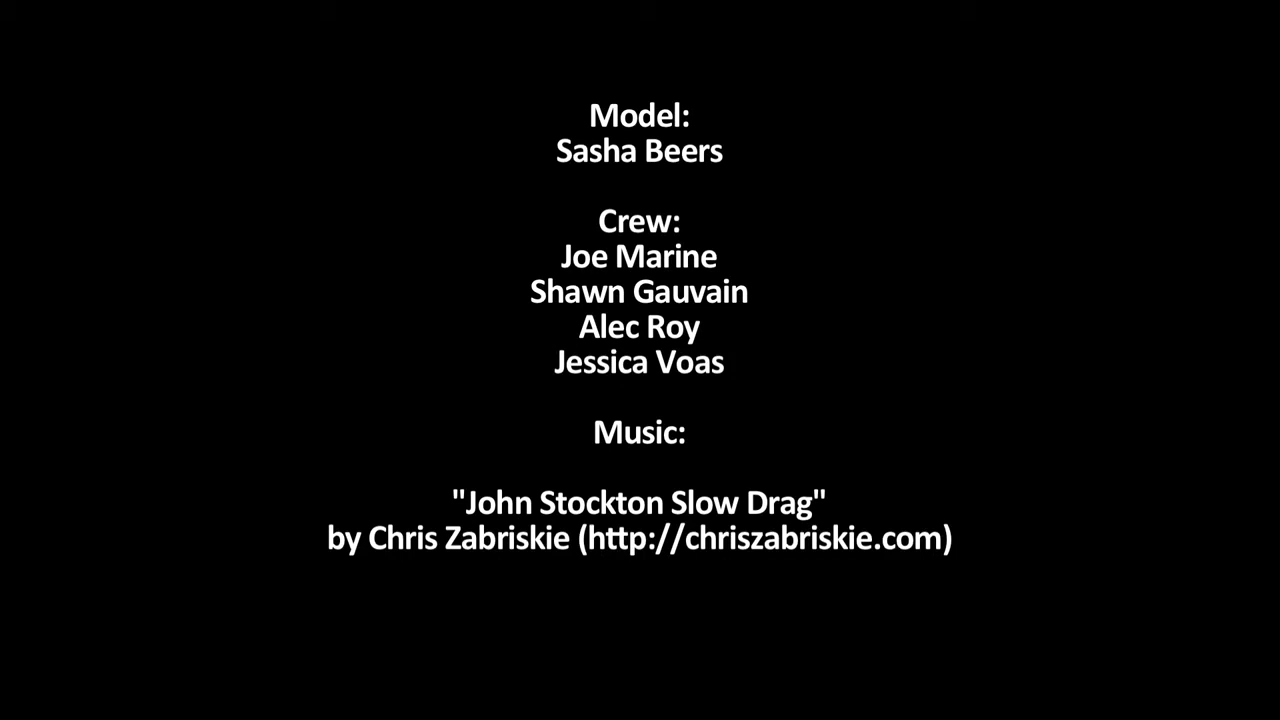 Model:
Sasha Beers
Crew:
Joe Marine
Shawn Gauvain
Alec Roy
Jessica Voas
Music:
"John Stockton Slow Drag"
by Chris Zabriskie (http://chriszabriskie.com)